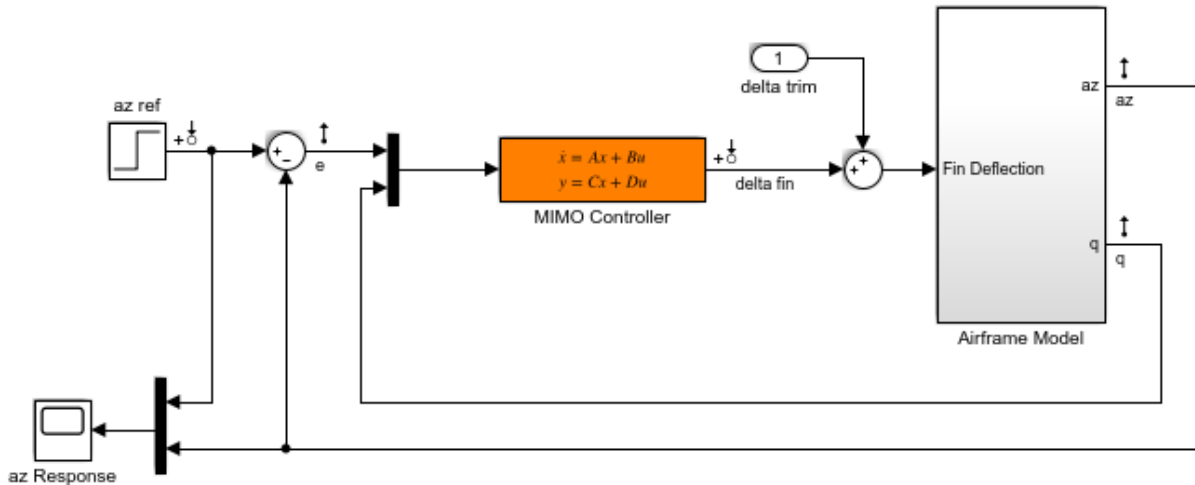 az ref
e
ẋ = Ax + Bu
y = Cx + Du
MIMO Controller
delta fin
1
delta trim
Fin Deflection
az
az
q
q
Airframe Model
az Response